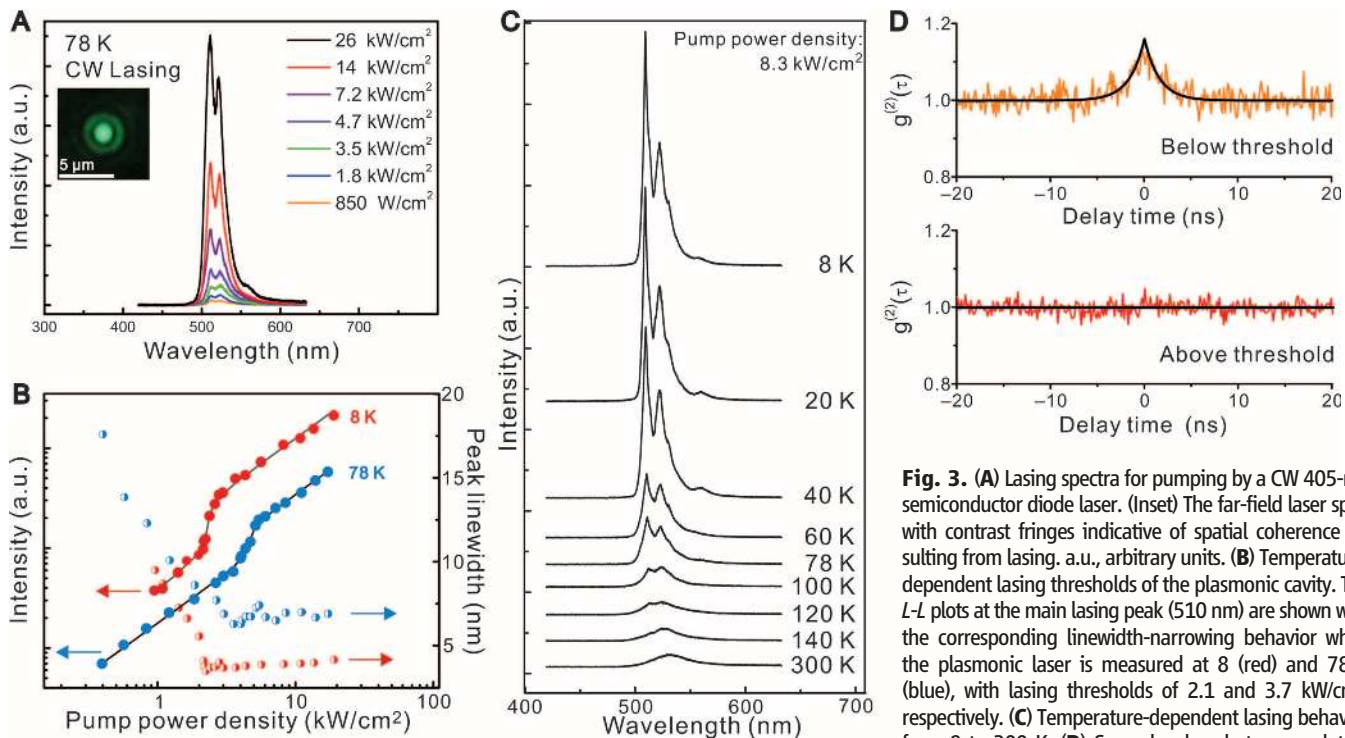 A
78 K
CW Lasing
5 µm
26 kW/cm²
14 kW/cm²
7.2 kW/cm²
4.7 kW/cm²
3.5 kW/cm²
1.8 kW/cm²
850 W/cm²
Intensity (a.u.)
300 400 500 600 700
Wavelength (nm)
B
8 K
78 K
Intensity (a.u.)
20
15
10
5
Peak linewidth (nm)
1 10 100
Pump power density (kW/cm²)
C
Pump power density:
8.3 kW/cm²
8 K
20 K
40 K
60 K
78 K
100 K
120 K
140 K
300 K
Intensity (a.u.)
400 500 600 700
Wavelength (nm)
D
1.2
1.0
0.8
g⁽²⁾(τ)
Below threshold
−20 −10 0 10 20
Delay time (ns)
1.2
1.0
0.8
g⁽²⁾(τ)
Above threshold
−20 −10 0 10 20
Delay time (ns)
Fig. 3. (A) Lasing spectra for pumping by a CW 405-
semiconductor diode laser. (Inset) The far-field laser
with contrast fringes indicative of spatial coherence
sulting from lasing. a.u., arbitrary units. (B)
dependent lasing thresholds of the plasmonic cavity.
L-L plots at the main lasing peak (510 nm) are shown
the corresponding linewidth-narrowing behavior
the plasmonic laser is measured at 8 (red) and 78
(blue), with lasing thresholds of 2.1 and 3.7
respectively. (C) Temperature-dependent lasing